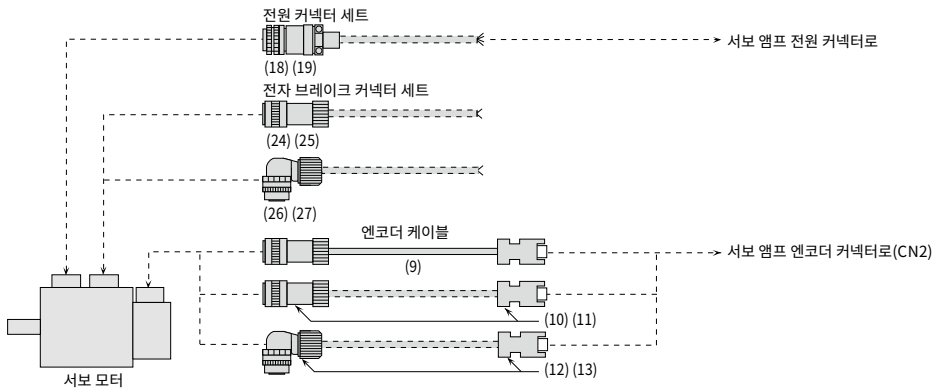 전원 커넥터 세트
서보 앰프 전원 커넥터로
(18) (19)
전자 브레이크 커넥터 세트
(24) (25)
(26) (27)
엔코더 케이블
서보 앰프 엔코더 커넥터로(CN2)
(9)
(10) (11)
(12) (13)
서보 모터